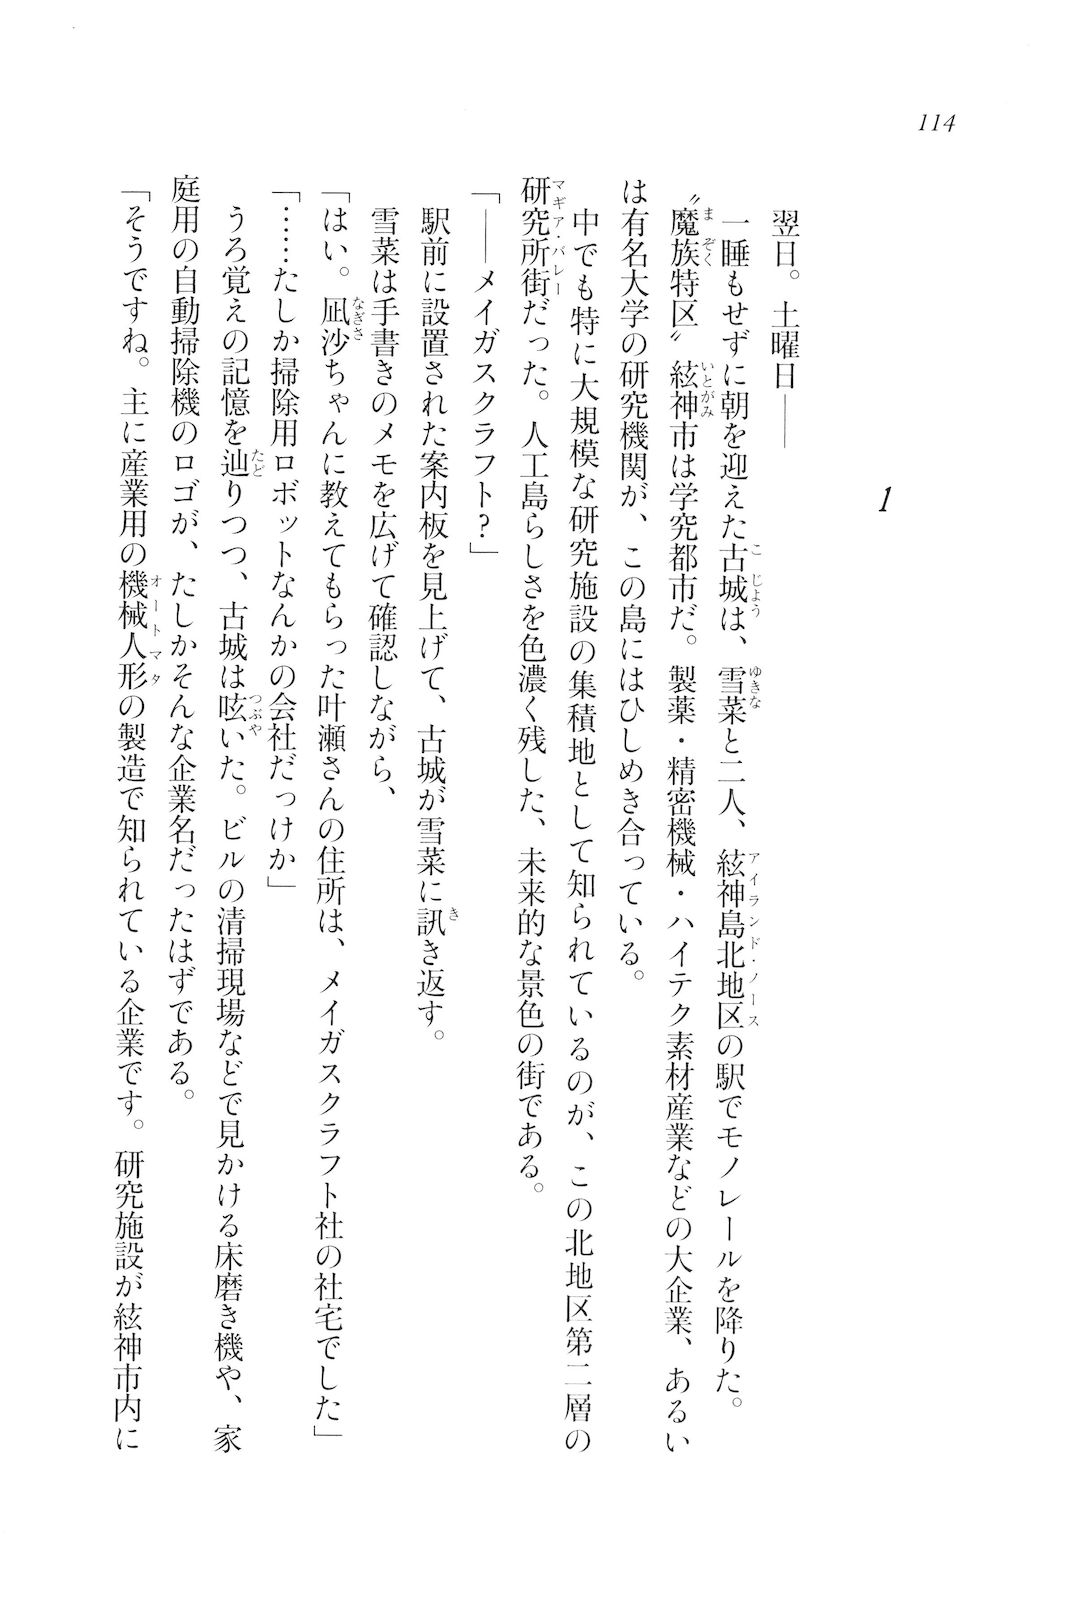 114
1
翌日。土曜日――
一睡もせずに朝を迎えた古城は、雪菜と二人、絃神島北地区の駅でモノレールを降りた。
〝魔族特区〟絃神市は学究都市だ。製薬・精密機械・ハイテク素材産業などの大企業、あるい
は有名大学の研究機関が、この島にはひしめき合っている。
中でも特に大規模な研究施設の集積地として知られているのが、この北地区第二層の
研究所街だった。人工島らしさを色濃く残した、未来的な景色の街である。
「――メイガスクラフト？」
駅前に設置された案内板を見上げて、古城が雪菜に訊き返す。
雪菜は手書きのメモを広げて確認しながら、
「はい。凪沙ちゃんに教えてもらった叶瀬さんの住所は、メイガスクラフト社の社宅でした」
「……たしか掃除用ロボットなんかの会社だっけか」
うろ覚えの記憶を辿りつつ、古城は呟いた。ビルの清掃現場などで見かける床磨き機や、家
庭用の自動掃除機のロゴが、たしかそんな企業名だったはずである。
「そうですね。主に産業用の機械人形の製造で知られている企業です。研究施設が絃神市内に